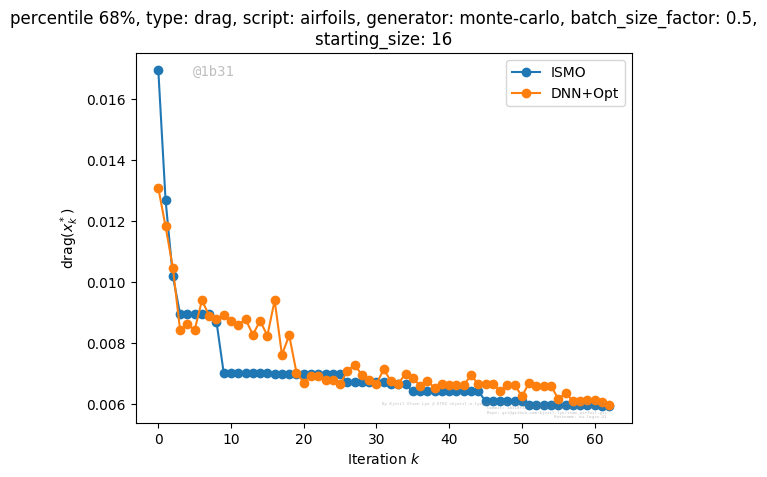 percentile 68%, type: drag, script: airfoils, generator: monte-carlo, batch_size_factor: 0.5,
starting_size: 16
@1b31
ISMO
DNN+Opt
0.016
0.014
0.012
0.010
0.008
0.006
drag(x*k)
0 10 20 30 40 50 60
Iteration k